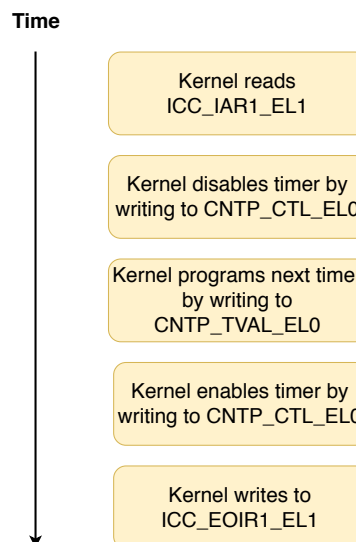 Time
Kernel reads
ICC_IAR1_EL1
Kernel disables timer by
writing to CNTP_CTL_EL0
Kernel programs next time
by writing to
CNTP_TVAL_EL0
Kernel enables timer by
writing to CNTP_CTL_EL0
Kernel writes to
ICC_EOIR1_EL1